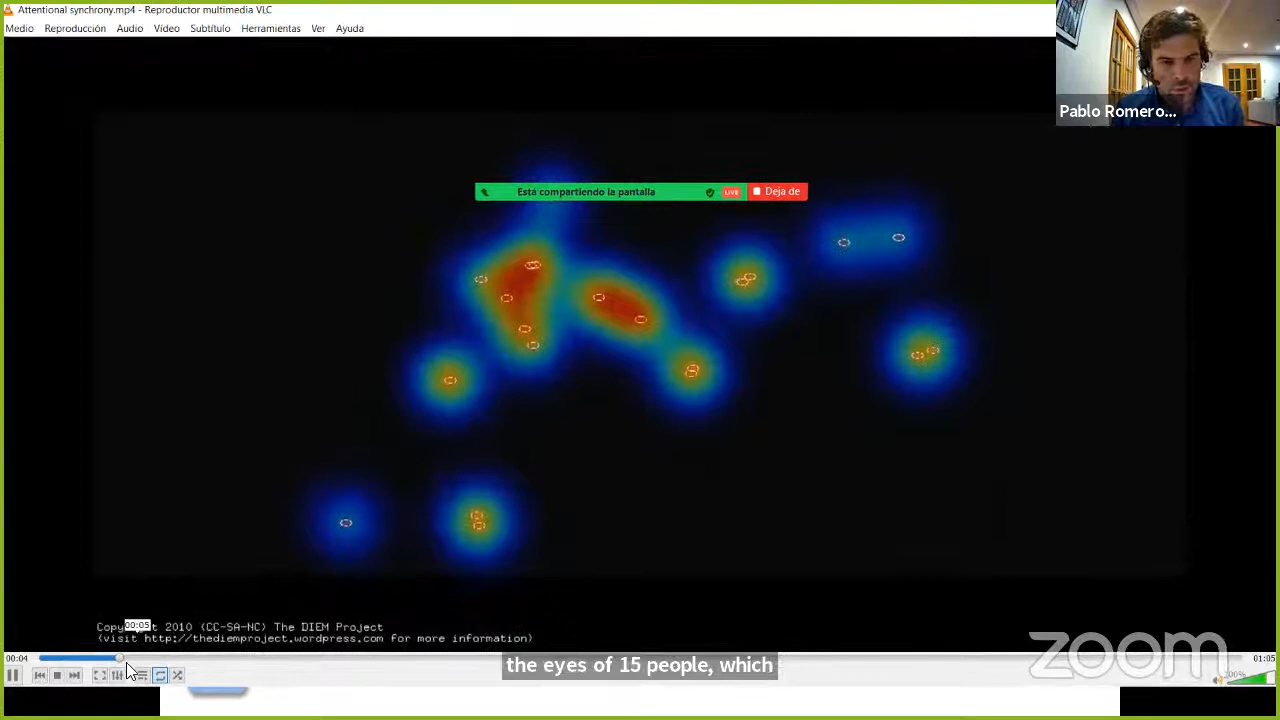 Attentional synchrony.mp4 - Reproductor multimedia VLC
Medio Reproducción Audio Vídeo Subtítulo Herramientas Ver Ayuda
Pablo Romero...
Está compartiendo la pantalla LIVE Deja de
00:05
2010 (CC-SA-NC) The DIEM Project
(visit http://thediemproject.wordpress.com for more information)
zoom
00:04
01:05
the eyes of 15 people, which